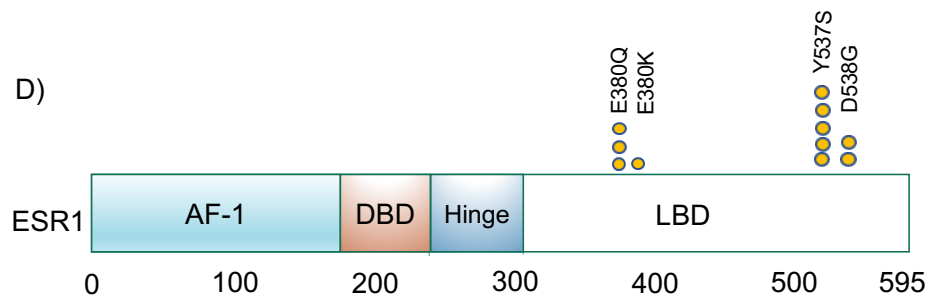 D)
E380Q
E380K
Y537S
D538G
ESR1
AF-1
DBD
Hinge
LBD
0 100 200 300 400 500 595